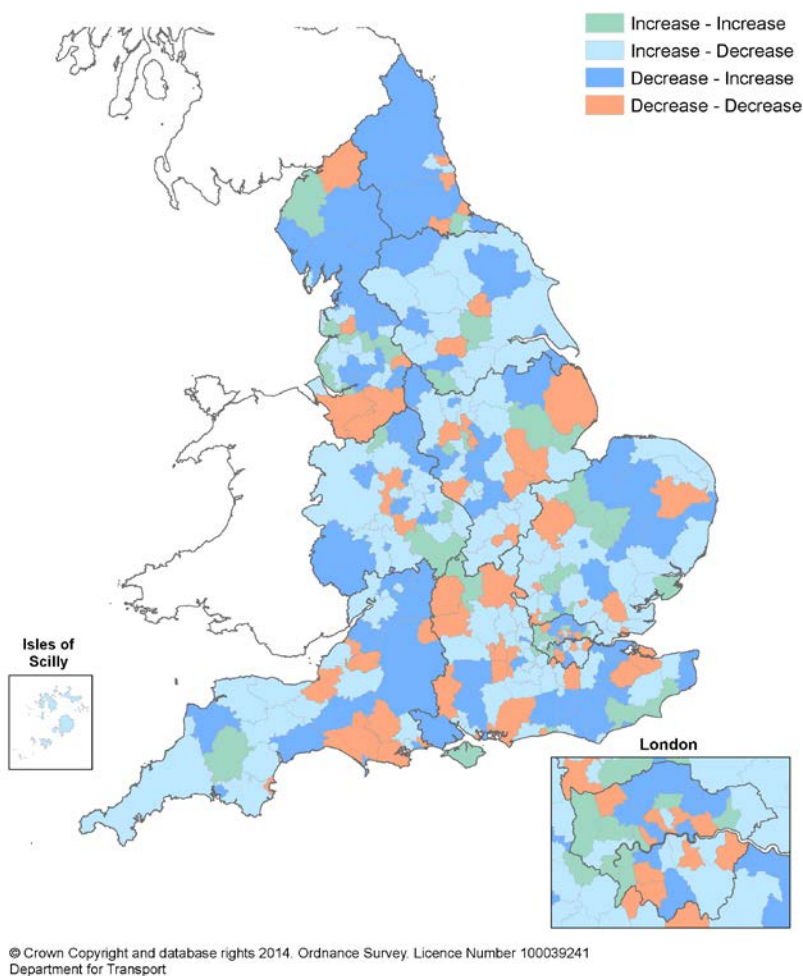 Increase - Increase
Increase - Decrease
Decrease - Increase
Decrease - Decrease
Isles of
Scilly
London
© Crown Copyright and database rights 2014. Ordnance Survey. Licence Number 100039241
Department for Transport